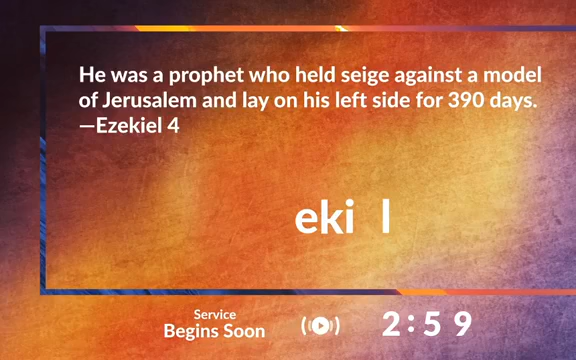 He was a prophet who held seige against a model
of Jerusalem and lay on his left side for 390 days.
—Ezekiel 4
eki l
Service
Begins Soon
2:59